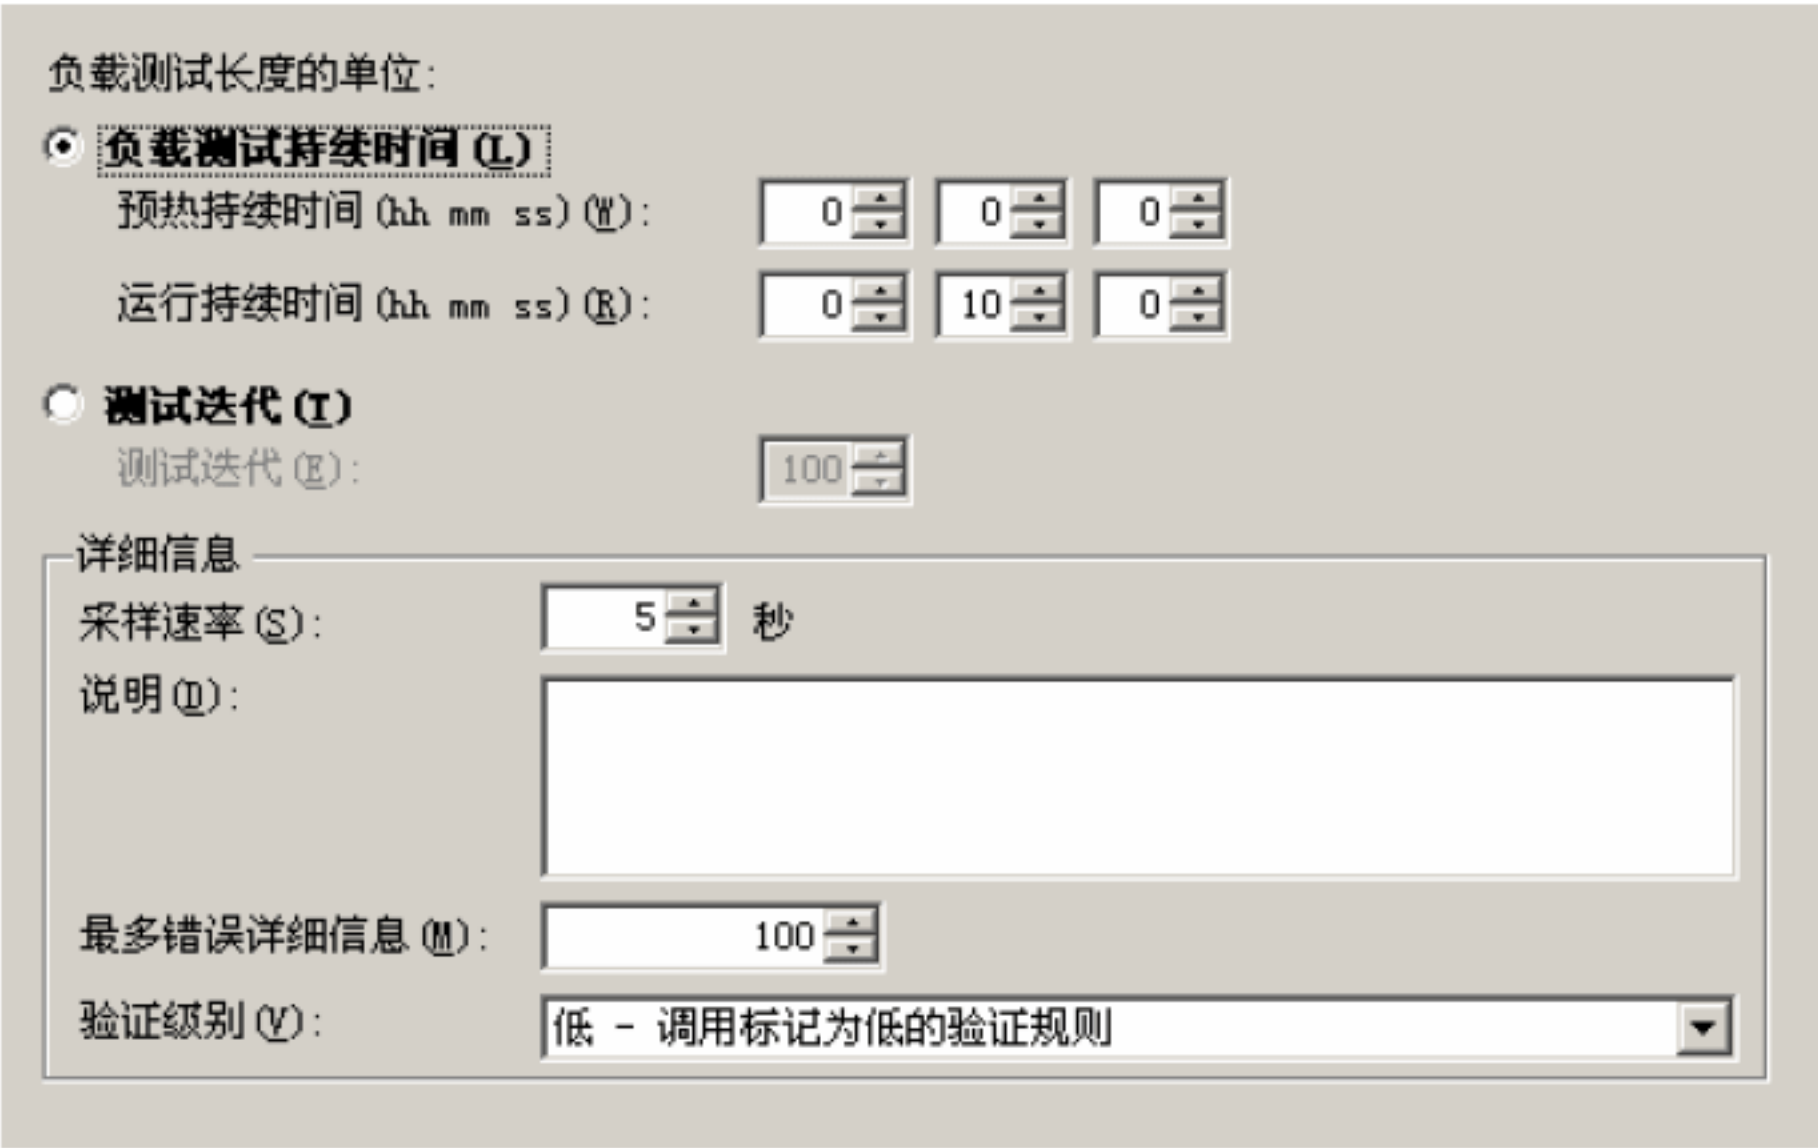 负载测试长度的单位:
负载测试持续时间(L)
预热持续时间(hh mm ss)(W): 0 0 0
运行持续时间(hh mm ss)(R): 0 10 0
测试迭代(T)
测试迭代(E): 100
详细信息
采样速率(S): 5 秒
说明(D):
最多错误详细信息(M): 100
验证级别(V): 低 - 调用标记为低的验证规则